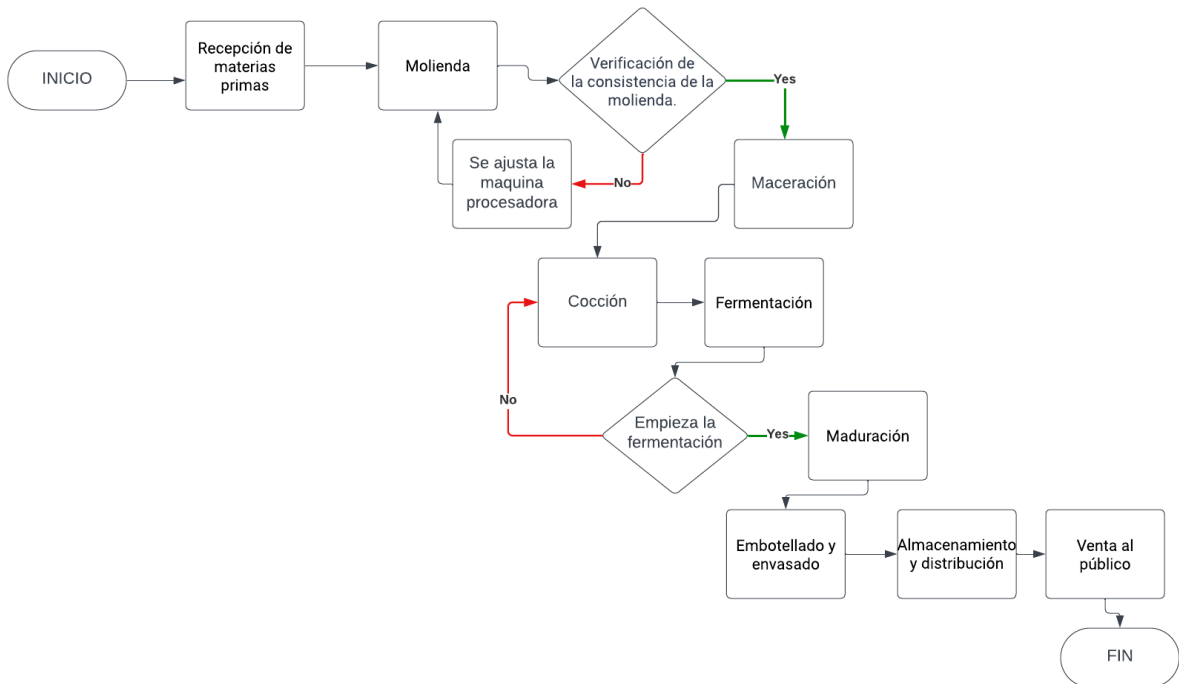 INICIO
Recepción de
materias
primas
Molienda
Verificación de
la consistencia de la
molienda.
Yes
No
Se ajusta la
maquina
procesadora
Maceración
Cocción
Fermentación
No
Empieza la
fermentación
Yes
Maduración
Embotellado y
envasado
Almacenamiento
y distribución
Venta al
público
FIN